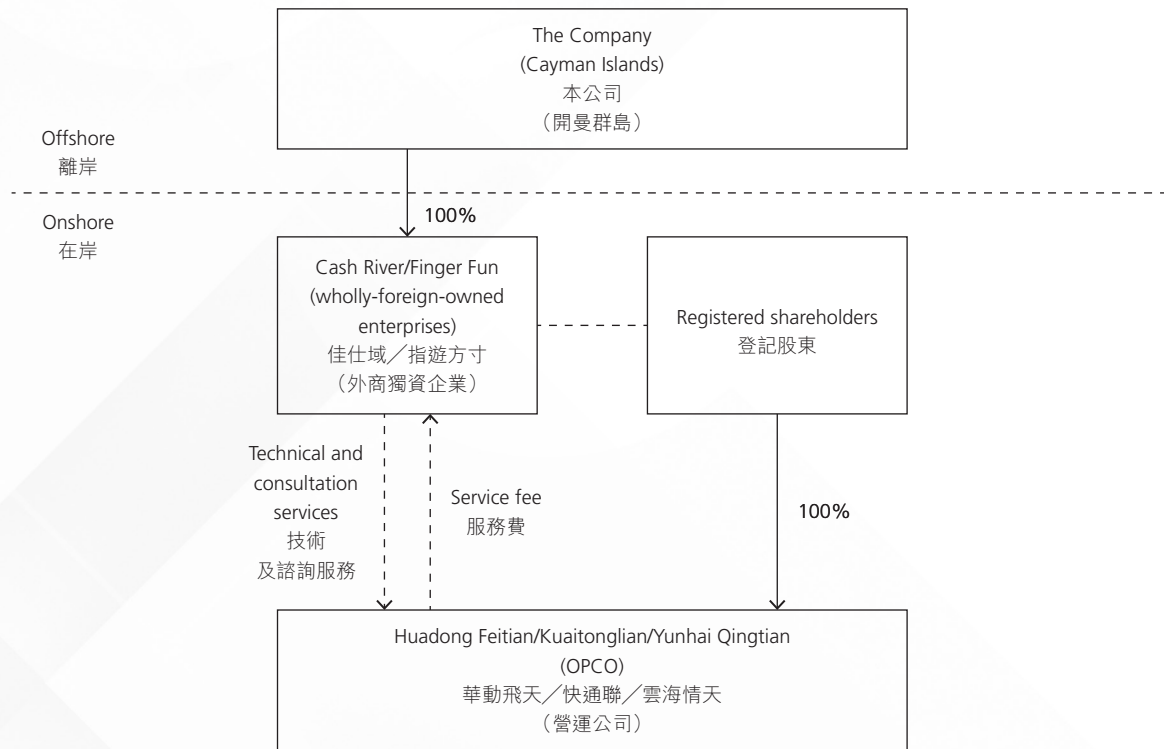 The Company
(Cayman Islands)
本公司
（開曼群島）
Offshore
離岸
Onshore
在岸
100%
Cash River/Finger Fun
(wholly-foreign-owned
enterprises)
佳仕域／指遊方寸
（外商獨資企業）
Registered shareholders
登記股東
Technical and
consultation
services
技術
及諮詢服務
Service fee
服務費
100%
Huadong Feitian/Kuaitonglian/Yunhai Qingtian
(OPCO)
華動飛天／快通聯／雲海情天
（營運公司）